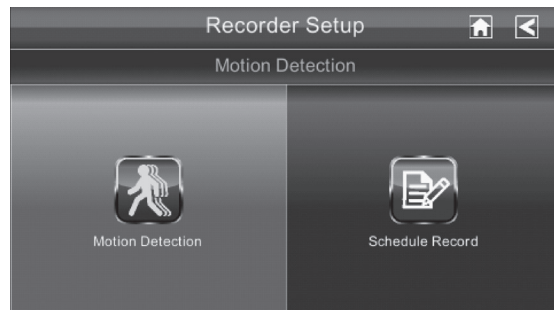 Recorder Setup
Motion Detection
Motion Detection
Schedule Record